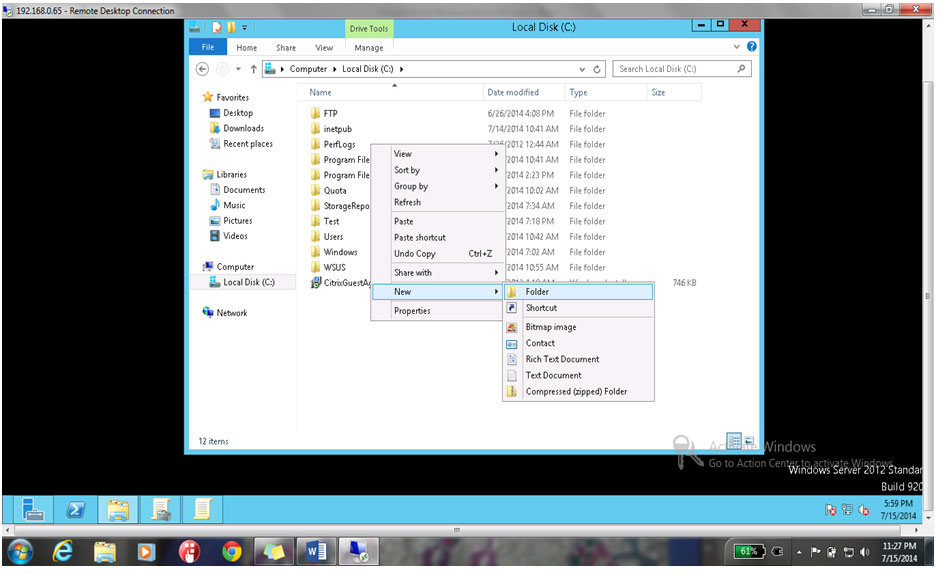 192.168.0.65 - Remote Desktop Connection
Drive Tools
Local Disk (C:)
File Home Share View Manage
Computer Local Disk (C:)
Search Local Disk (C:)
Name Date modified Type Size
Favorites
Desktop
Downloads
Recent places
Libraries
Documents
Music
Pictures
Videos
Computer
Local Disk (C:)
Network
FTP 6/26/2014 4:08 PM File folder
inetpub 7/14/2014 10:41 AM File folder
PerfLogs 7/26/2012 12:44 AM File folder
Program File 2014 10:41 AM File folder
Program File 2014 2:23 PM File folder
Quota 2014 10:02 AM File folder
StorageRepo 2014 7:34 AM File folder
Test 2014 7:18 PM File folder
Users 2014 10:42 AM File folder
Windows 2014 7:02 AM File folder
WSUS 2014 10:55 AM File folder
CitrixGuestAg 746 KB
View
Sort by
Group by
Refresh
Paste
Paste shortcut
Undo Copy Ctrl+Z
Share with
New
Properties
Folder
Shortcut
Bitmap image
Contact
Rich Text Document
Text Document
Compressed (zipped) Folder
12 items
Activate Windows
Go to Action Center to activate Windows.
Windows Server 2012 Standar
Build 920
5:59 PM
7/15/2014
61%
11:27 PM
7/15/2014